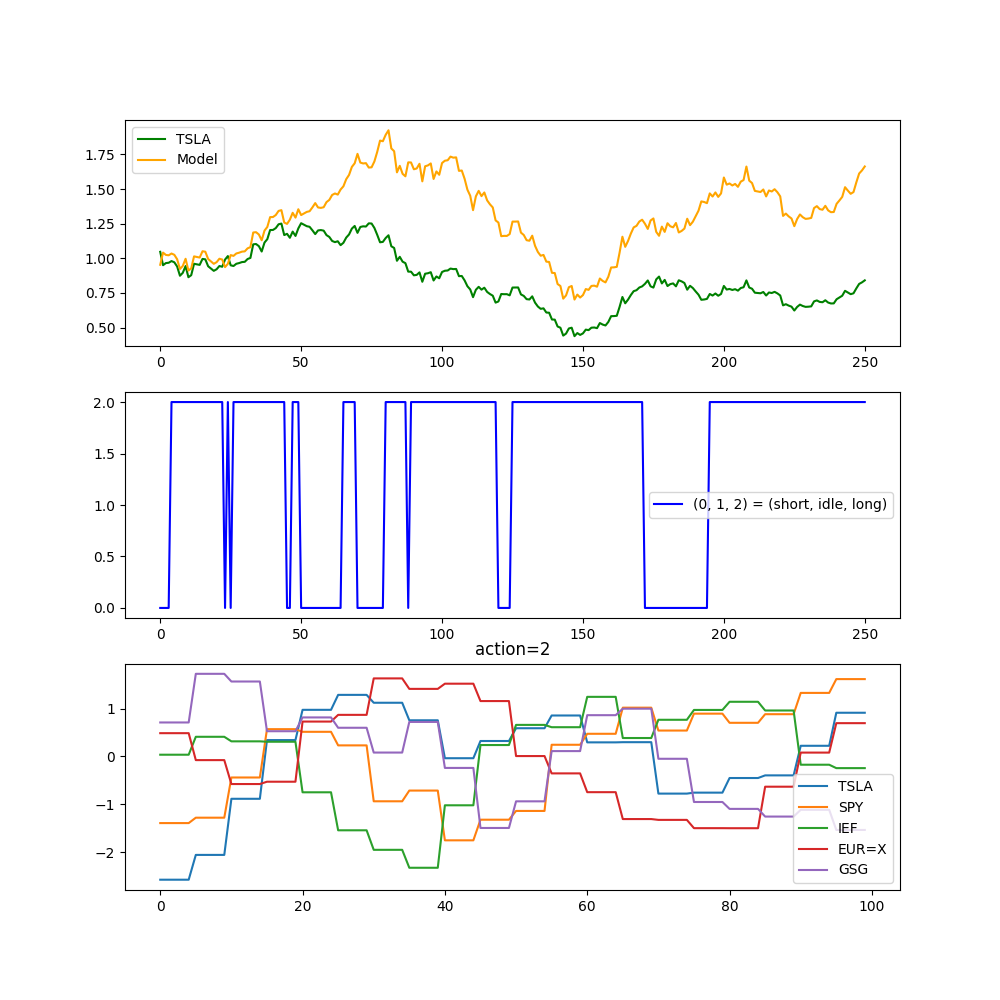 TSLA
Model
1.75
1.50
1.25
1.00
0.75
0.50
0 50 100 150 200 250
2.0
1.5
1.0
0.5
0.0
(0, 1, 2) = (short, idle, long)
0 50 100 150 200 250
action=2
1
0
−1
−2
TSLA
SPY
IEF
EUR=X
GSG
0 20 40 60 80 100